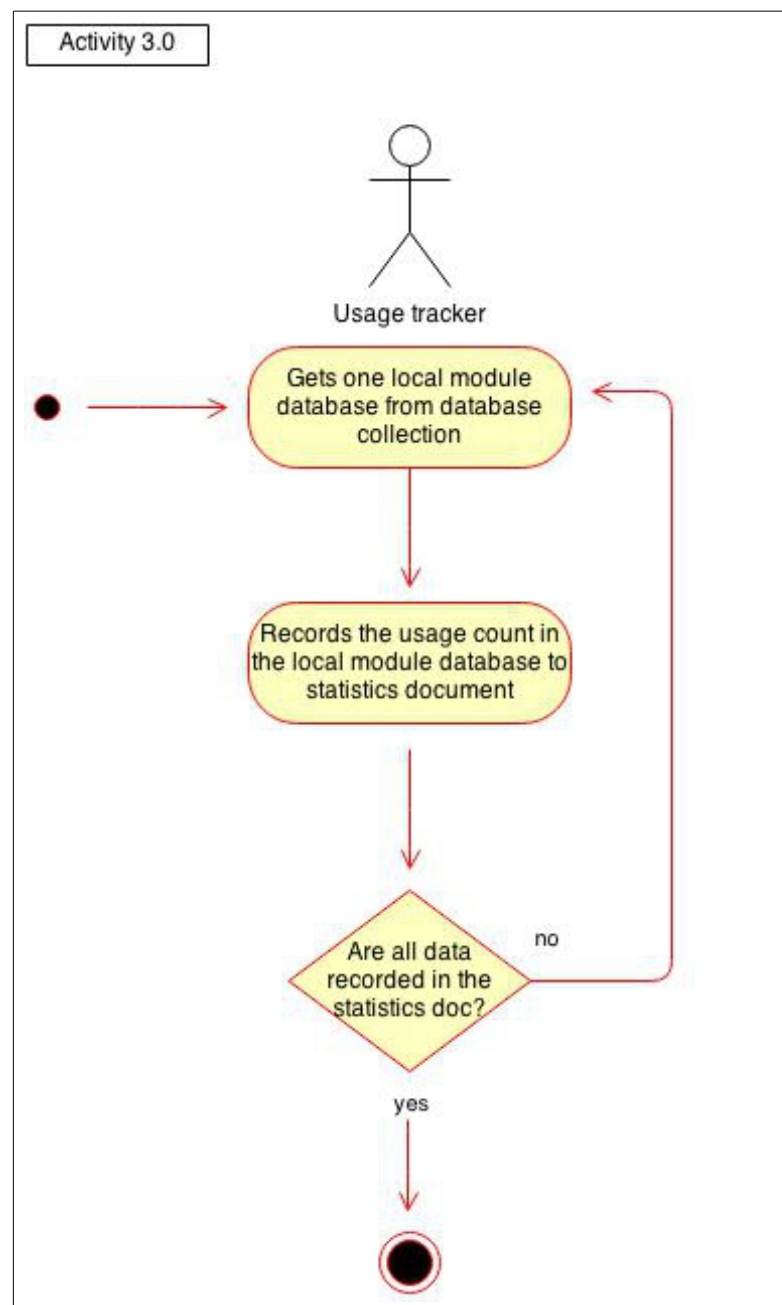 Activity 3.0
Usage tracker
Gets one local module
database from database
collection
Records the usage count in
the local module database to
statistics document
Are all data
recorded in the
statistics doc?
no
yes